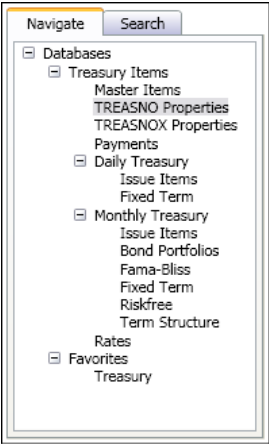 Navigate
Search
Databases
Treasury Items
Master Items
TREASNO Properties
TREASNOX Properties
Payments
Daily Treasury
Issue Items
Fixed Term
Monthly Treasury
Issue Items
Bond Portfolios
Fama-Bliss
Fixed Term
Riskfree
Term Structure
Rates
Favorites
Treasury